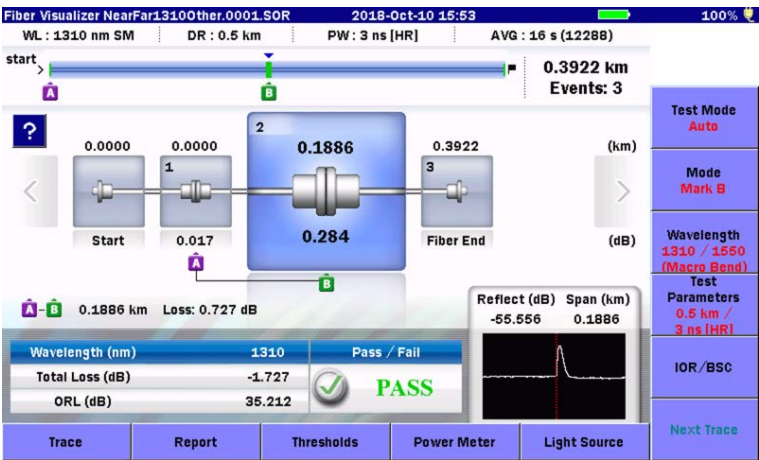 Fiber Visualizer NearFar1310Other.0001.SOR 2018-Oct-10 15:53 100%
WL : 1310 nm SM DR : 0.5 km PW : 3 ns [HR] AVG : 16 s (12288)
start
0.3922 km
Events: 3
A B
?
2
0.0000 0.0000 0.1886 0.3922 (km)
1 3
Start 0.017 0.284 Fiber End (dB)
A
B
A - B 0.1886 km Loss: 0.727 dB
Reflect (dB) Span (km)
-55.556 0.1886
Wavelength (nm) 1310 Pass / Fail
Total Loss (dB) -1.727
PASS
ORL (dB) 35.212
Trace Report Thresholds Power Meter Light Source
Test Mode
Auto
Mode
Mark B
Wavelength
1310 / 1550
(Macro Bend)
Test
Parameters
0.5 km /
3 ns [HR]
IOR/BSC
Next Trace